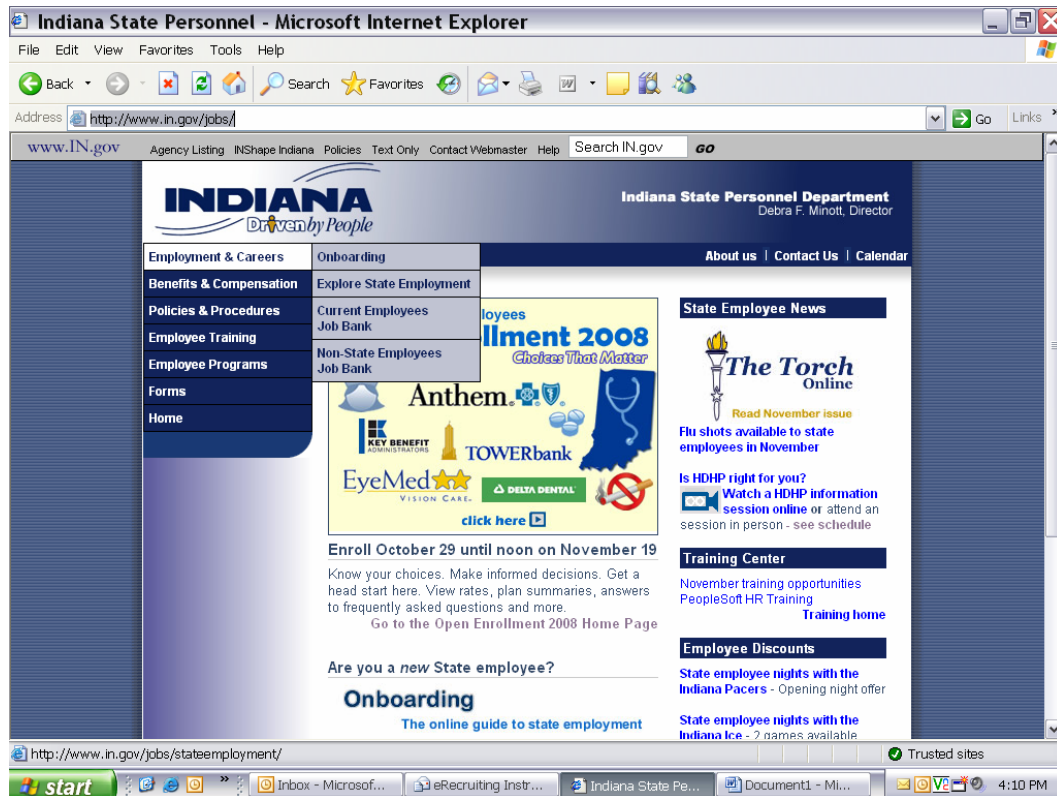 Indiana State Personnel - Microsoft Internet Explorer
File Edit View Favorites Tools Help
Back Search Favorites
Address http://www.in.gov/jobs/ Go Links
www.IN.gov Agency Listing INShape Indiana Policies Text Only Contact Webmaster Help Search IN.gov GO
INDIANA
Driven by People
Indiana State Personnel Department
Debra F. Minott, Director
About us | Contact Us | Calendar
Employment & Careers
Benefits & Compensation
Policies & Procedures
Employee Training
Employee Programs
Forms
Home
Onboarding
Explore State Employment
Current Employees
Job Bank
Non-State Employees
Job Bank
loyees
llment 2008
Choices That Matter
Anthem
KEY BENEFIT
ADMINISTRATORS
TOWERbank
EyeMed
VISION CARE
DELTA DENTAL
click here
Enroll October 29 until noon on November 19
Know your choices. Make informed decisions. Get a
head start here. View rates, plan summaries, answers
to frequently asked questions and more.
Go to the Open Enrollment 2008 Home Page
Are you a new State employee?
Onboarding
The online guide to state employment
State Employee News
The Torch
Online
Read November issue
Flu shots available to state
employees in November
Is HDHP right for you?
Watch a HDHP information
session online or attend an
session in person - see schedule
Training Center
November training opportunities
PeopleSoft HR Training
Training home
Employee Discounts
State employee nights with the
Indiana Pacers - Opening night offer
State employee nights with the
Indiana Ice - 2 games available
http://www.in.gov/jobs/stateemployment/ Trusted sites
start Inbox - Microsof... eRecruiting Instr... Indiana State Pe... Document1 - Mi... 4:10 PM